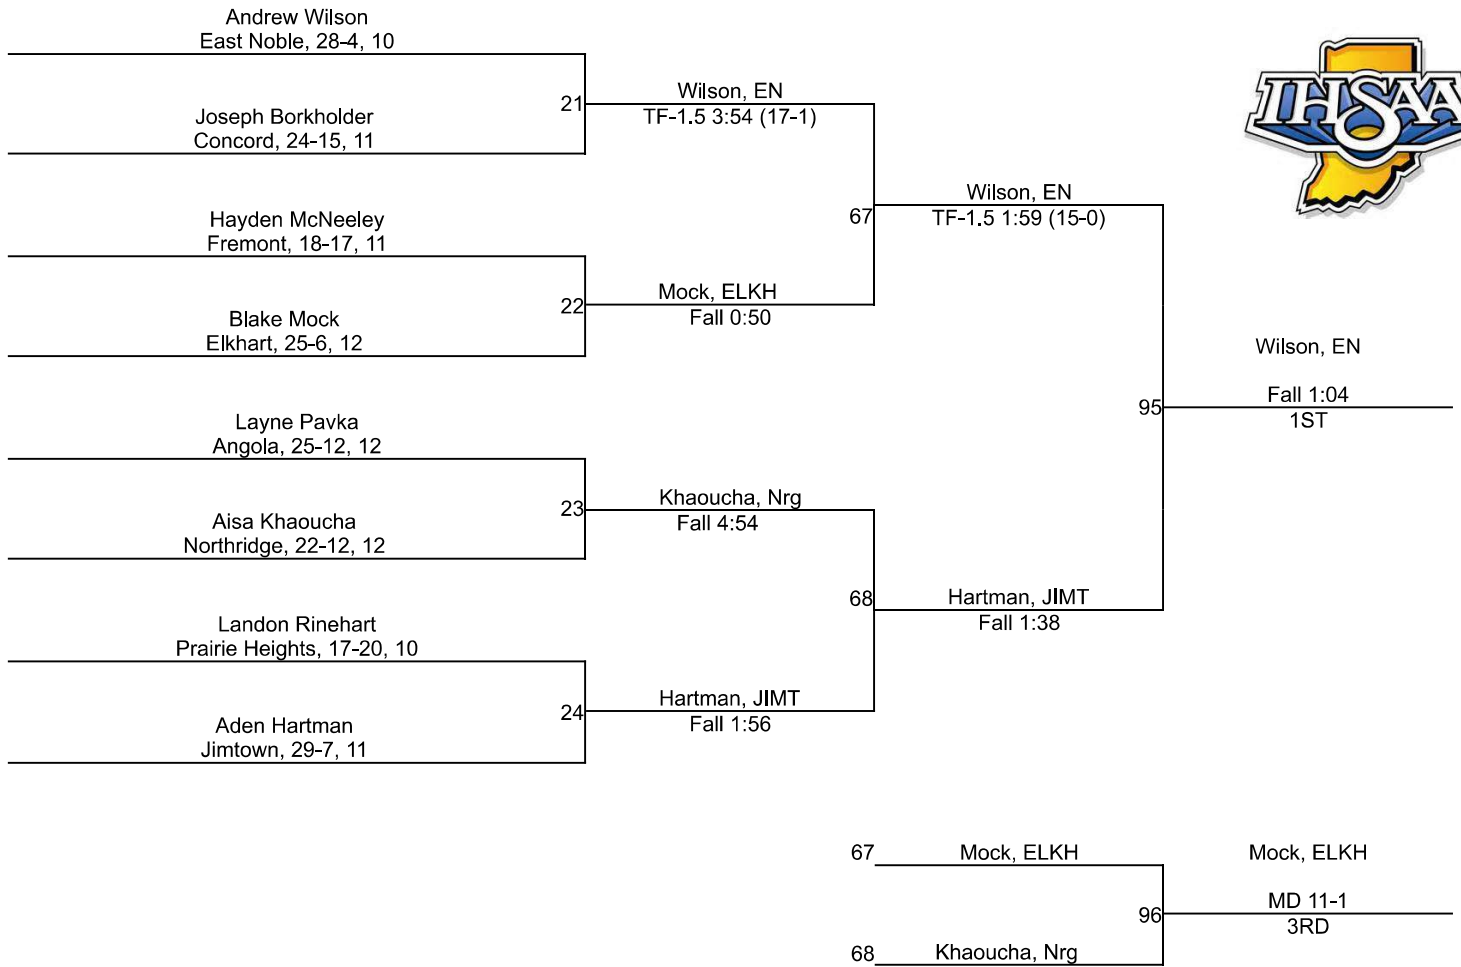 Andrew Wilson
East Noble, 28-4, 10
21
Wilson, EN
TF-1.5 3:54 (17-1)
Joseph Borkholder
Concord, 24-15, 11
IHSAA
67
Wilson, EN
TF-1.5 1:59 (15-0)
Hayden McNeeley
Fremont, 18-17, 11
22
Mock, ELKH
Fall 0:50
Blake Mock
Elkhart, 25-6, 12
95
Wilson, EN
Fall 1:04
1ST
Layne Pavka
Angola, 25-12, 12
23
Khaoucha, Nrg
Fall 4:54
Aisa Khaoucha
Northridge, 22-12, 12
68
Hartman, JIMT
Fall 1:38
Landon Rinehart
Prairie Heights, 17-20, 10
24
Hartman, JIMT
Fall 1:56
Aden Hartman
Jimtown, 29-7, 11
67
Mock, ELKH
96
Mock, ELKH
MD 11-1
3RD
68
Khaoucha, Nrg